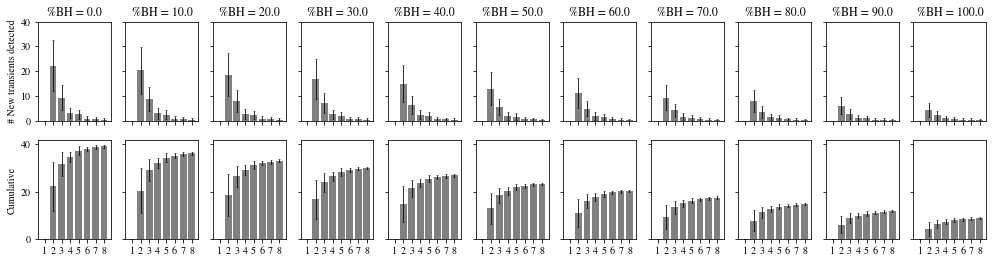 %BH = 0.0 %BH = 10.0 %BH = 20.0 %BH = 30.0 %BH = 40.0 %BH = 50.0 %BH = 60.0 %BH = 70.0 %BH = 80.0 %BH = 90.0 %BH = 100.0
# New transients detected
40
30
20
10
0
Cumulative
40
20
0
1 2 3 4 5 6 7 8 1 2 3 4 5 6 7 8 1 2 3 4 5 6 7 8 1 2 3 4 5 6 7 8 1 2 3 4 5 6 7 8 1 2 3 4 5 6 7 8 1 2 3 4 5 6 7 8 1 2 3 4 5 6 7 8 1 2 3 4 5 6 7 8 1 2 3 4 5 6 7 8 1 2 3 4 5 6 7 8